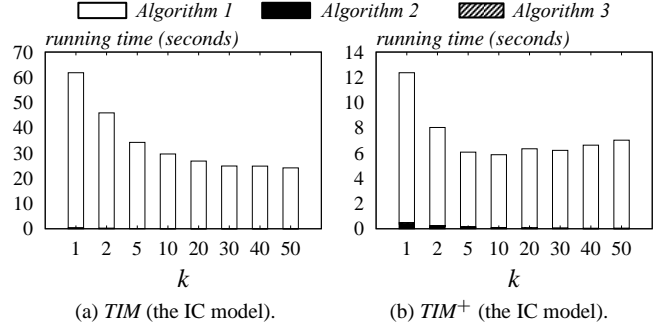 Algorithm 1 Algorithm 2 Algorithm 3
running time (seconds)
70
60
50
40
30
20
10
0
1 2 5 10 20 30 40 50
k
(a) TIM (the IC model).
running time (seconds)
14
12
10
8
6
4
2
0
1 2 5 10 20 30 40 50
k
(b) TIM+ (the IC model).